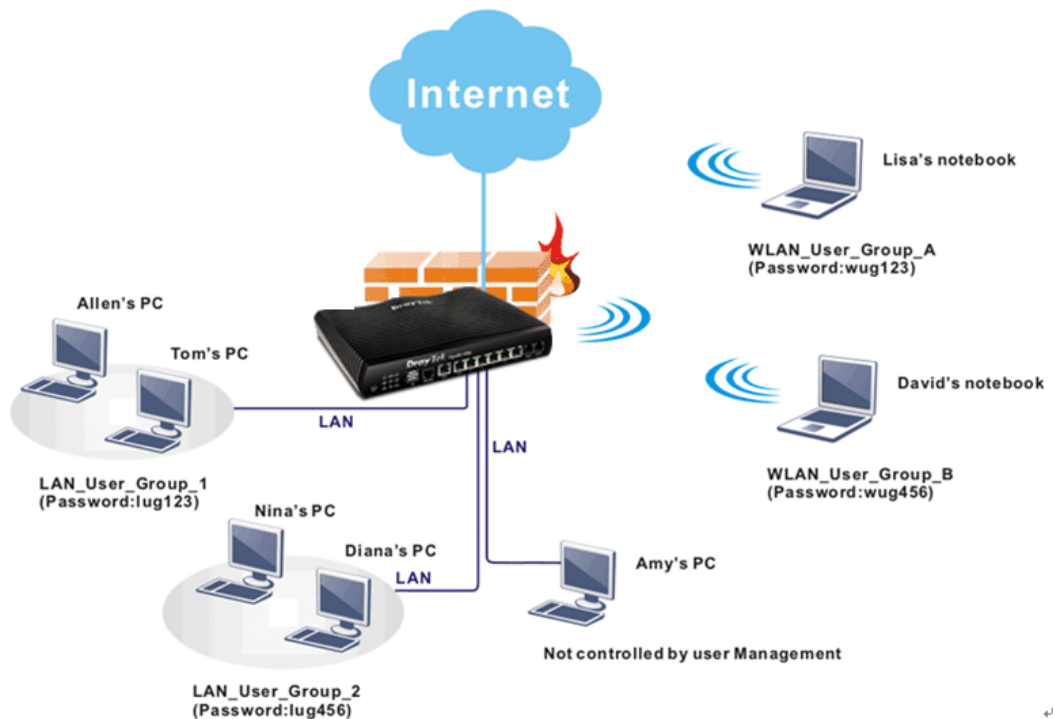 Internet
Lisa's notebook
WLAN_User_Group_A
(Password:wug123)
Allen's PC
Tom's PC
DrayTek
LAN
LAN
David's notebook
WLAN_User_Group_B
(Password:wug456)
LAN_User_Group_1
(Password:lug123)
Nina's PC
Diana's PC
LAN
Amy's PC
Not controlled by user Management
LAN_User_Group_2
(Password:lug456)